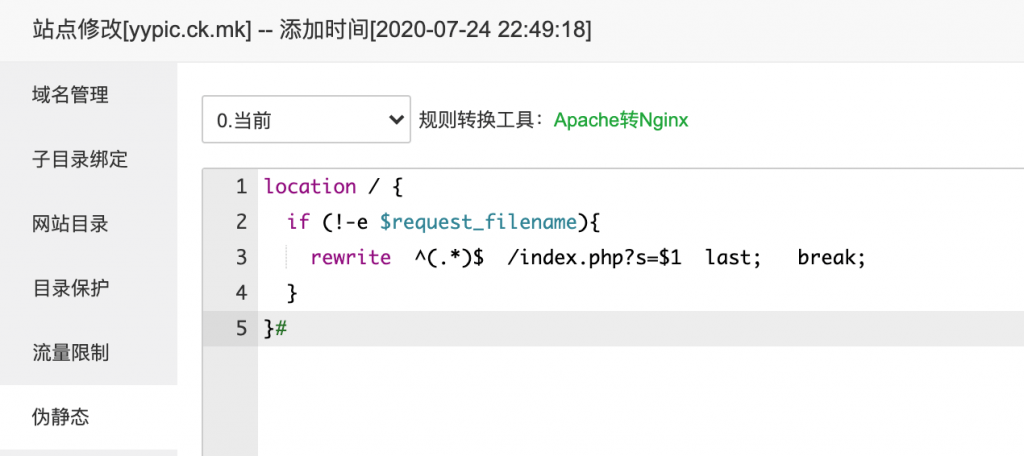 站点修改[yypic.ck.mk] -- 添加时间[2020-07-24 22:49:18]
域名管理
子目录绑定
网站目录
目录保护
流量限制
伪静态
0.当前 规则转换工具：Apache转Nginx
1 location / {
2 if (!-e $request_filename){
3 rewrite ^(.*)$ /index.php?s=$1 last; break;
4 }
5 }#